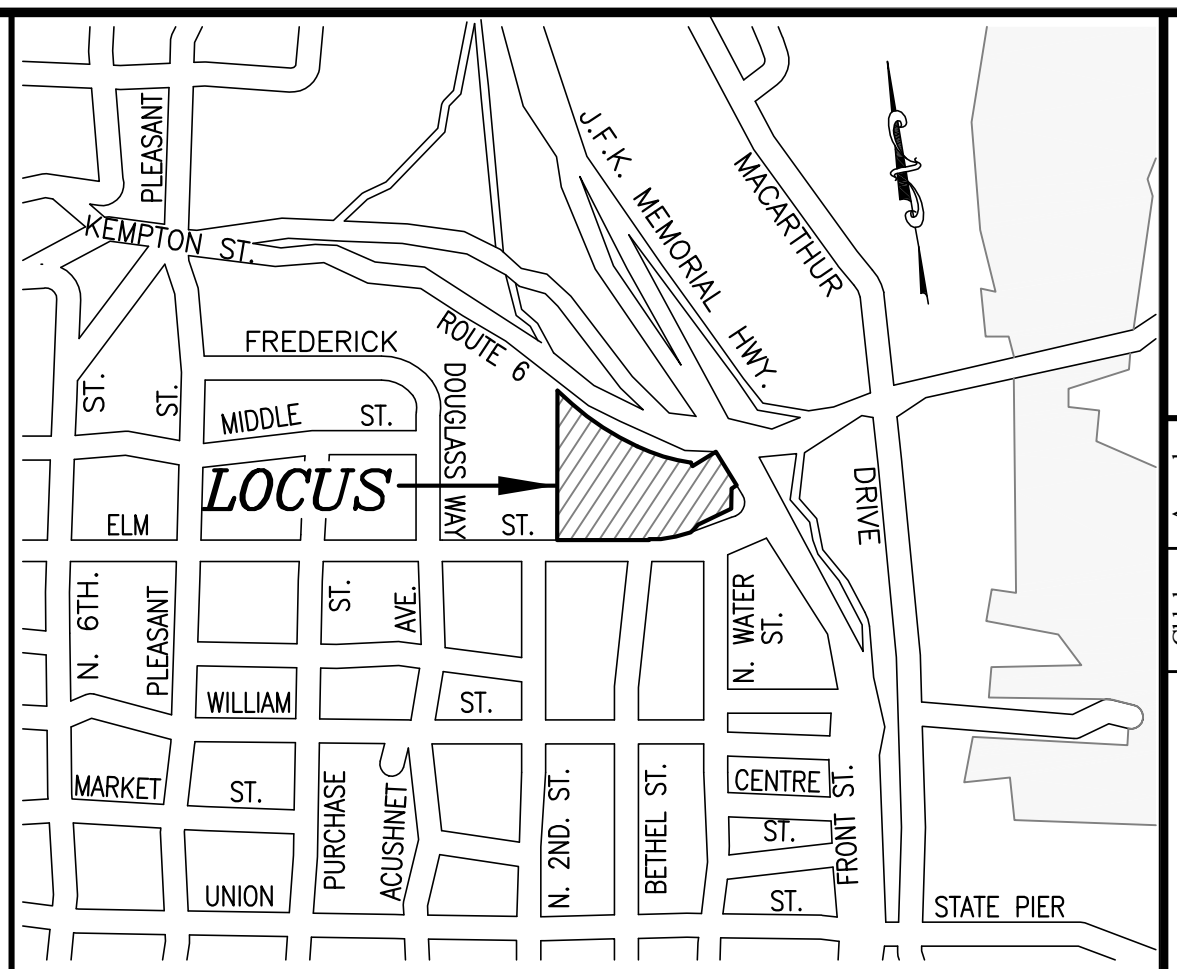 PLEASANT
KEMPTON ST.
J.F.K. MEMORIAL HWY.
MACARTHUR
FREDERICK
ROUTE 6
DOUGLASS WAY
ST.
ST.
MIDDLE ST.
LOCUS
ELM ST.
DRIVE
N. 6TH.
PLEASANT
ST.
AVE.
N. WATER
ST.
WILLIAM ST.
MARKET ST.
PURCHASE
ACUSHNET
N. 2ND. ST.
BETHEL ST.
CENTRE
ST.
FRONT ST.
UNION ST.
STATE PIER